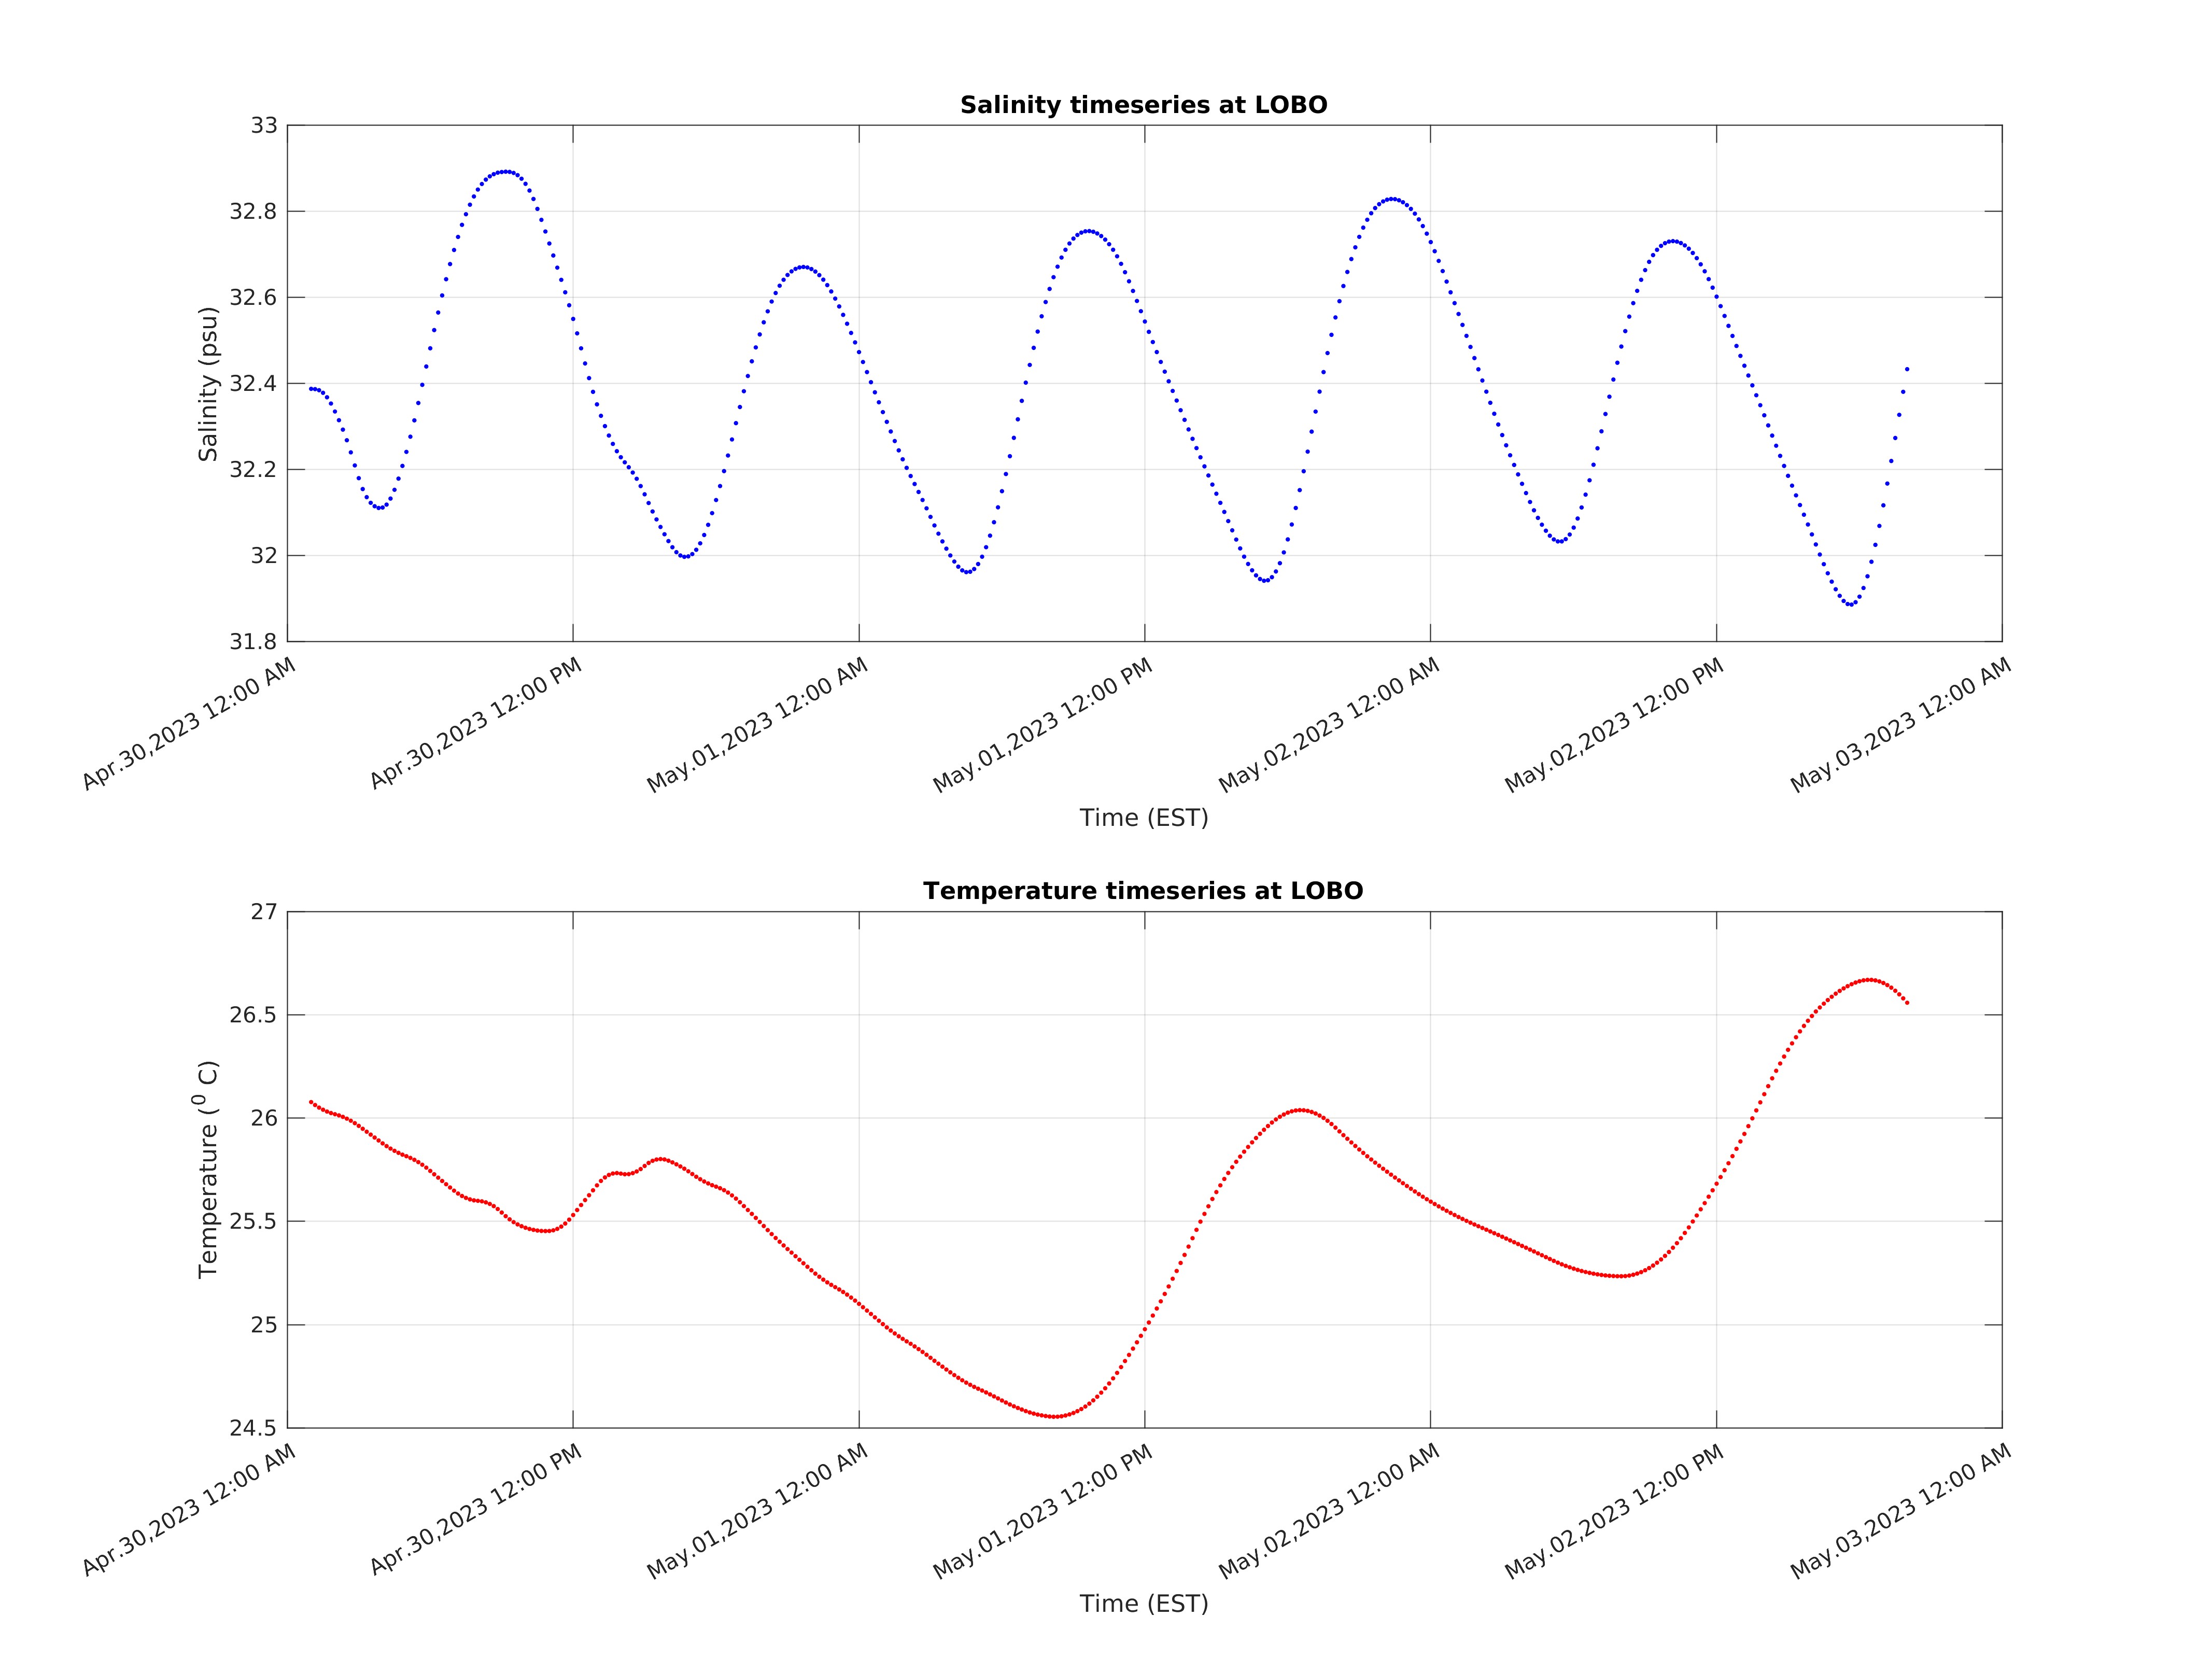 Salinity timeseries at LOBO
33
32.8
32.6
32.4
32.2
32
31.8
Salinity (psu)
Apr.30,2023 12:00 AM
Apr.30,2023 12:00 PM
May.01,2023 12:00 AM
May.01,2023 12:00 PM
May.02,2023 12:00 AM
May.02,2023 12:00 PM
May.03,2023 12:00 AM
Time (EST)
Temperature timeseries at LOBO
27
26.5
26
25.5
25
24.5
Temperature (⁰ C)
Apr.30,2023 12:00 AM
Apr.30,2023 12:00 PM
May.01,2023 12:00 AM
May.01,2023 12:00 PM
May.02,2023 12:00 AM
May.02,2023 12:00 PM
May.03,2023 12:00 AM
Time (EST)